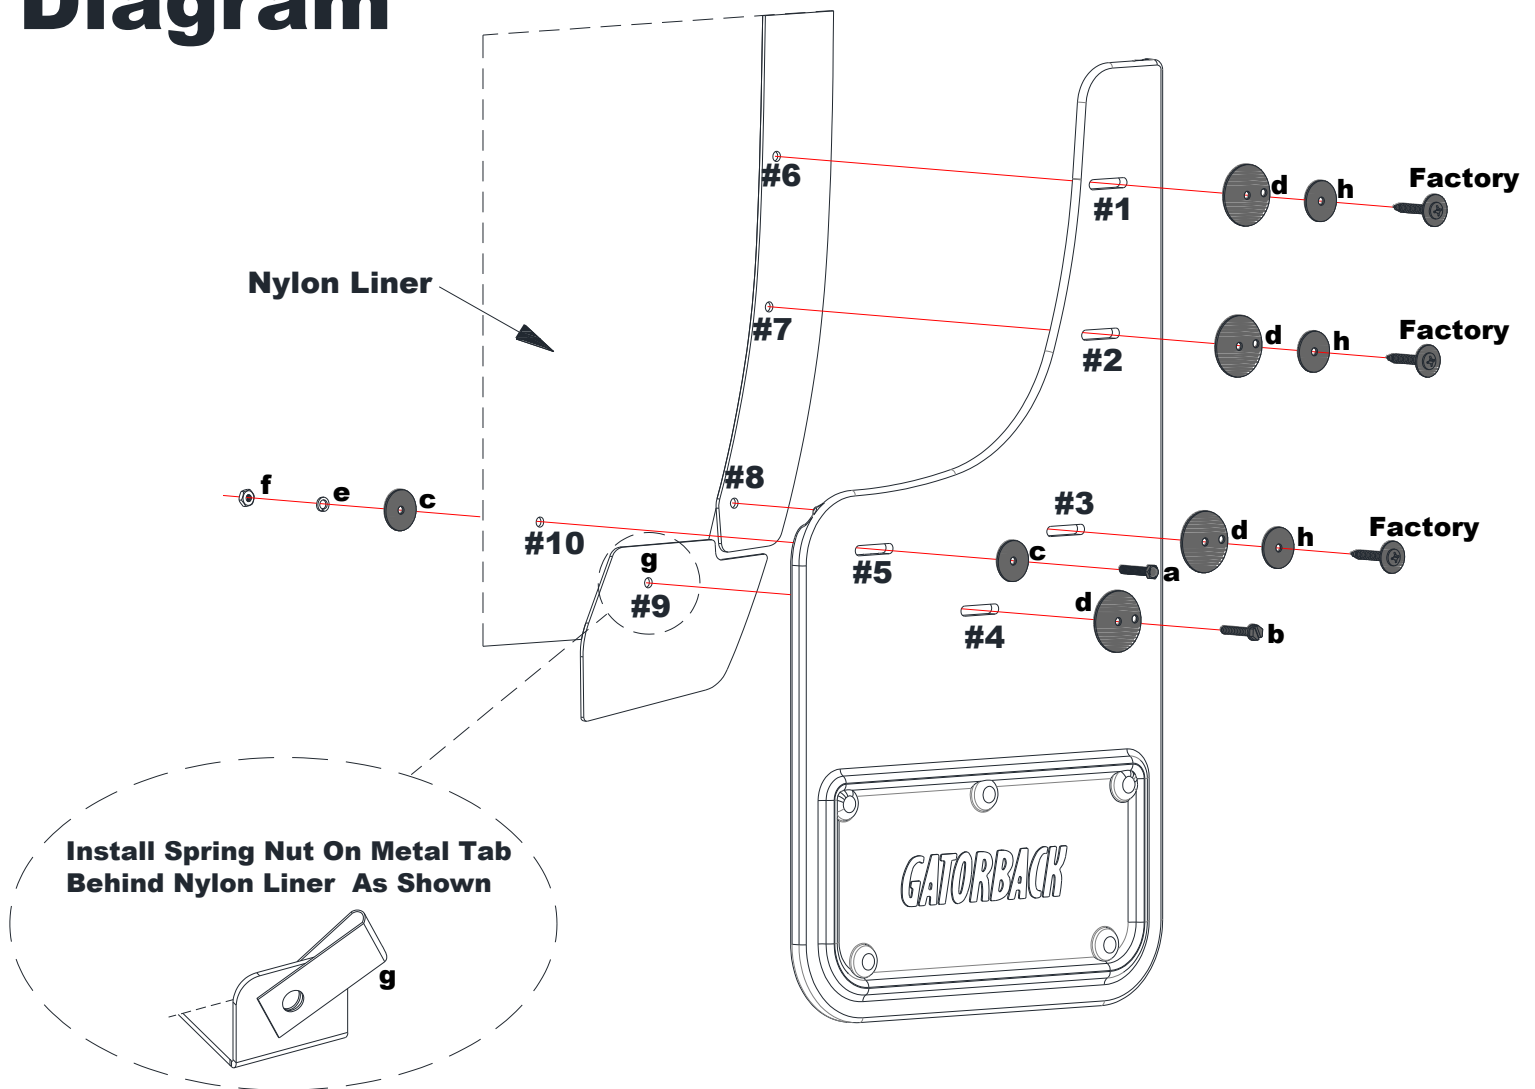 Diagram
#6
#1
d
h
Factory
Nylon Liner
#7
#2
d
h
Factory
f
e
c
#8
#10
#3
d
h
Factory
g
#9
#5
c
a
#4
d
b
Install Spring Nut On Metal Tab
Behind Nylon Liner As Shown
g
GATORBACK